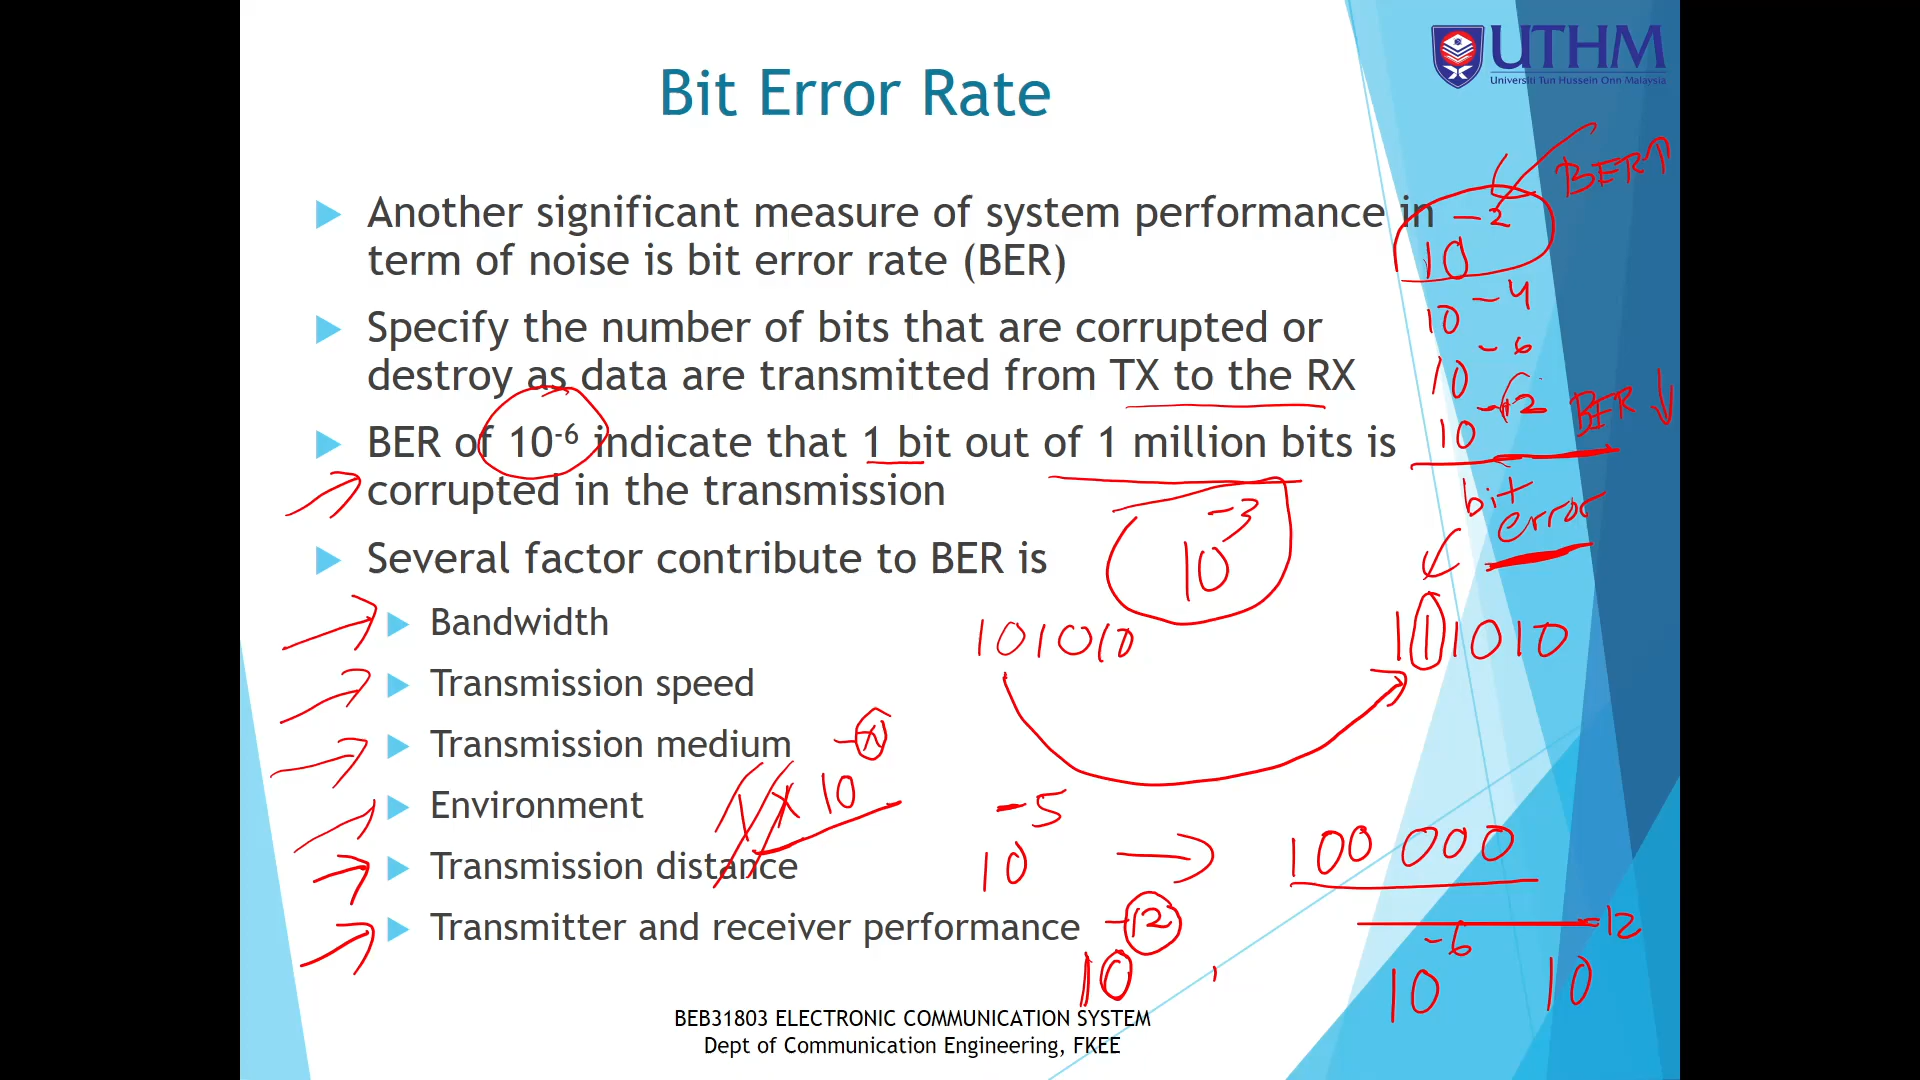 UTHM
Universiti Tun Hussein Onn Malaysia
Bit Error Rate
BER↑
Another significant measure of system performance in
term of noise is bit error rate (BER)
10⁻²
10⁻⁴
Specify the number of bits that are corrupted or
destroy as data are transmitted from TX to the RX
10⁻⁶
10⁻¹² BER ↓
BER of 10⁻⁶ indicate that 1 bit out of 1 million bits is
corrupted in the transmission
bit
error
10⁻³
Several factor contribute to BER is
Bandwidth
101010
111010
Transmission speed
Transmission medium
1 x 10⁻ˣ
Environment
10⁻⁵ → 100 000
Transmission distance
Transmitter and receiver performance
10⁻¹²
10⁻⁶ 10⁻¹²
BEB31803 ELECTRONIC COMMUNICATION SYSTEM
Dept of Communication Engineering, FKEE